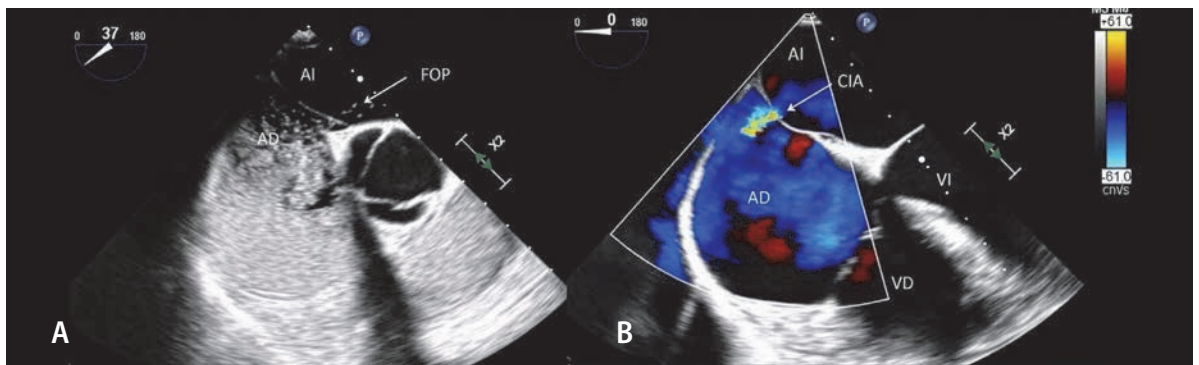 0 37 180
P
AI
FOP
AD
X2
A
0 0 180
P
AI
CIA
AD
VI
VD
X2
B
+61.0
-61.0
cm/s